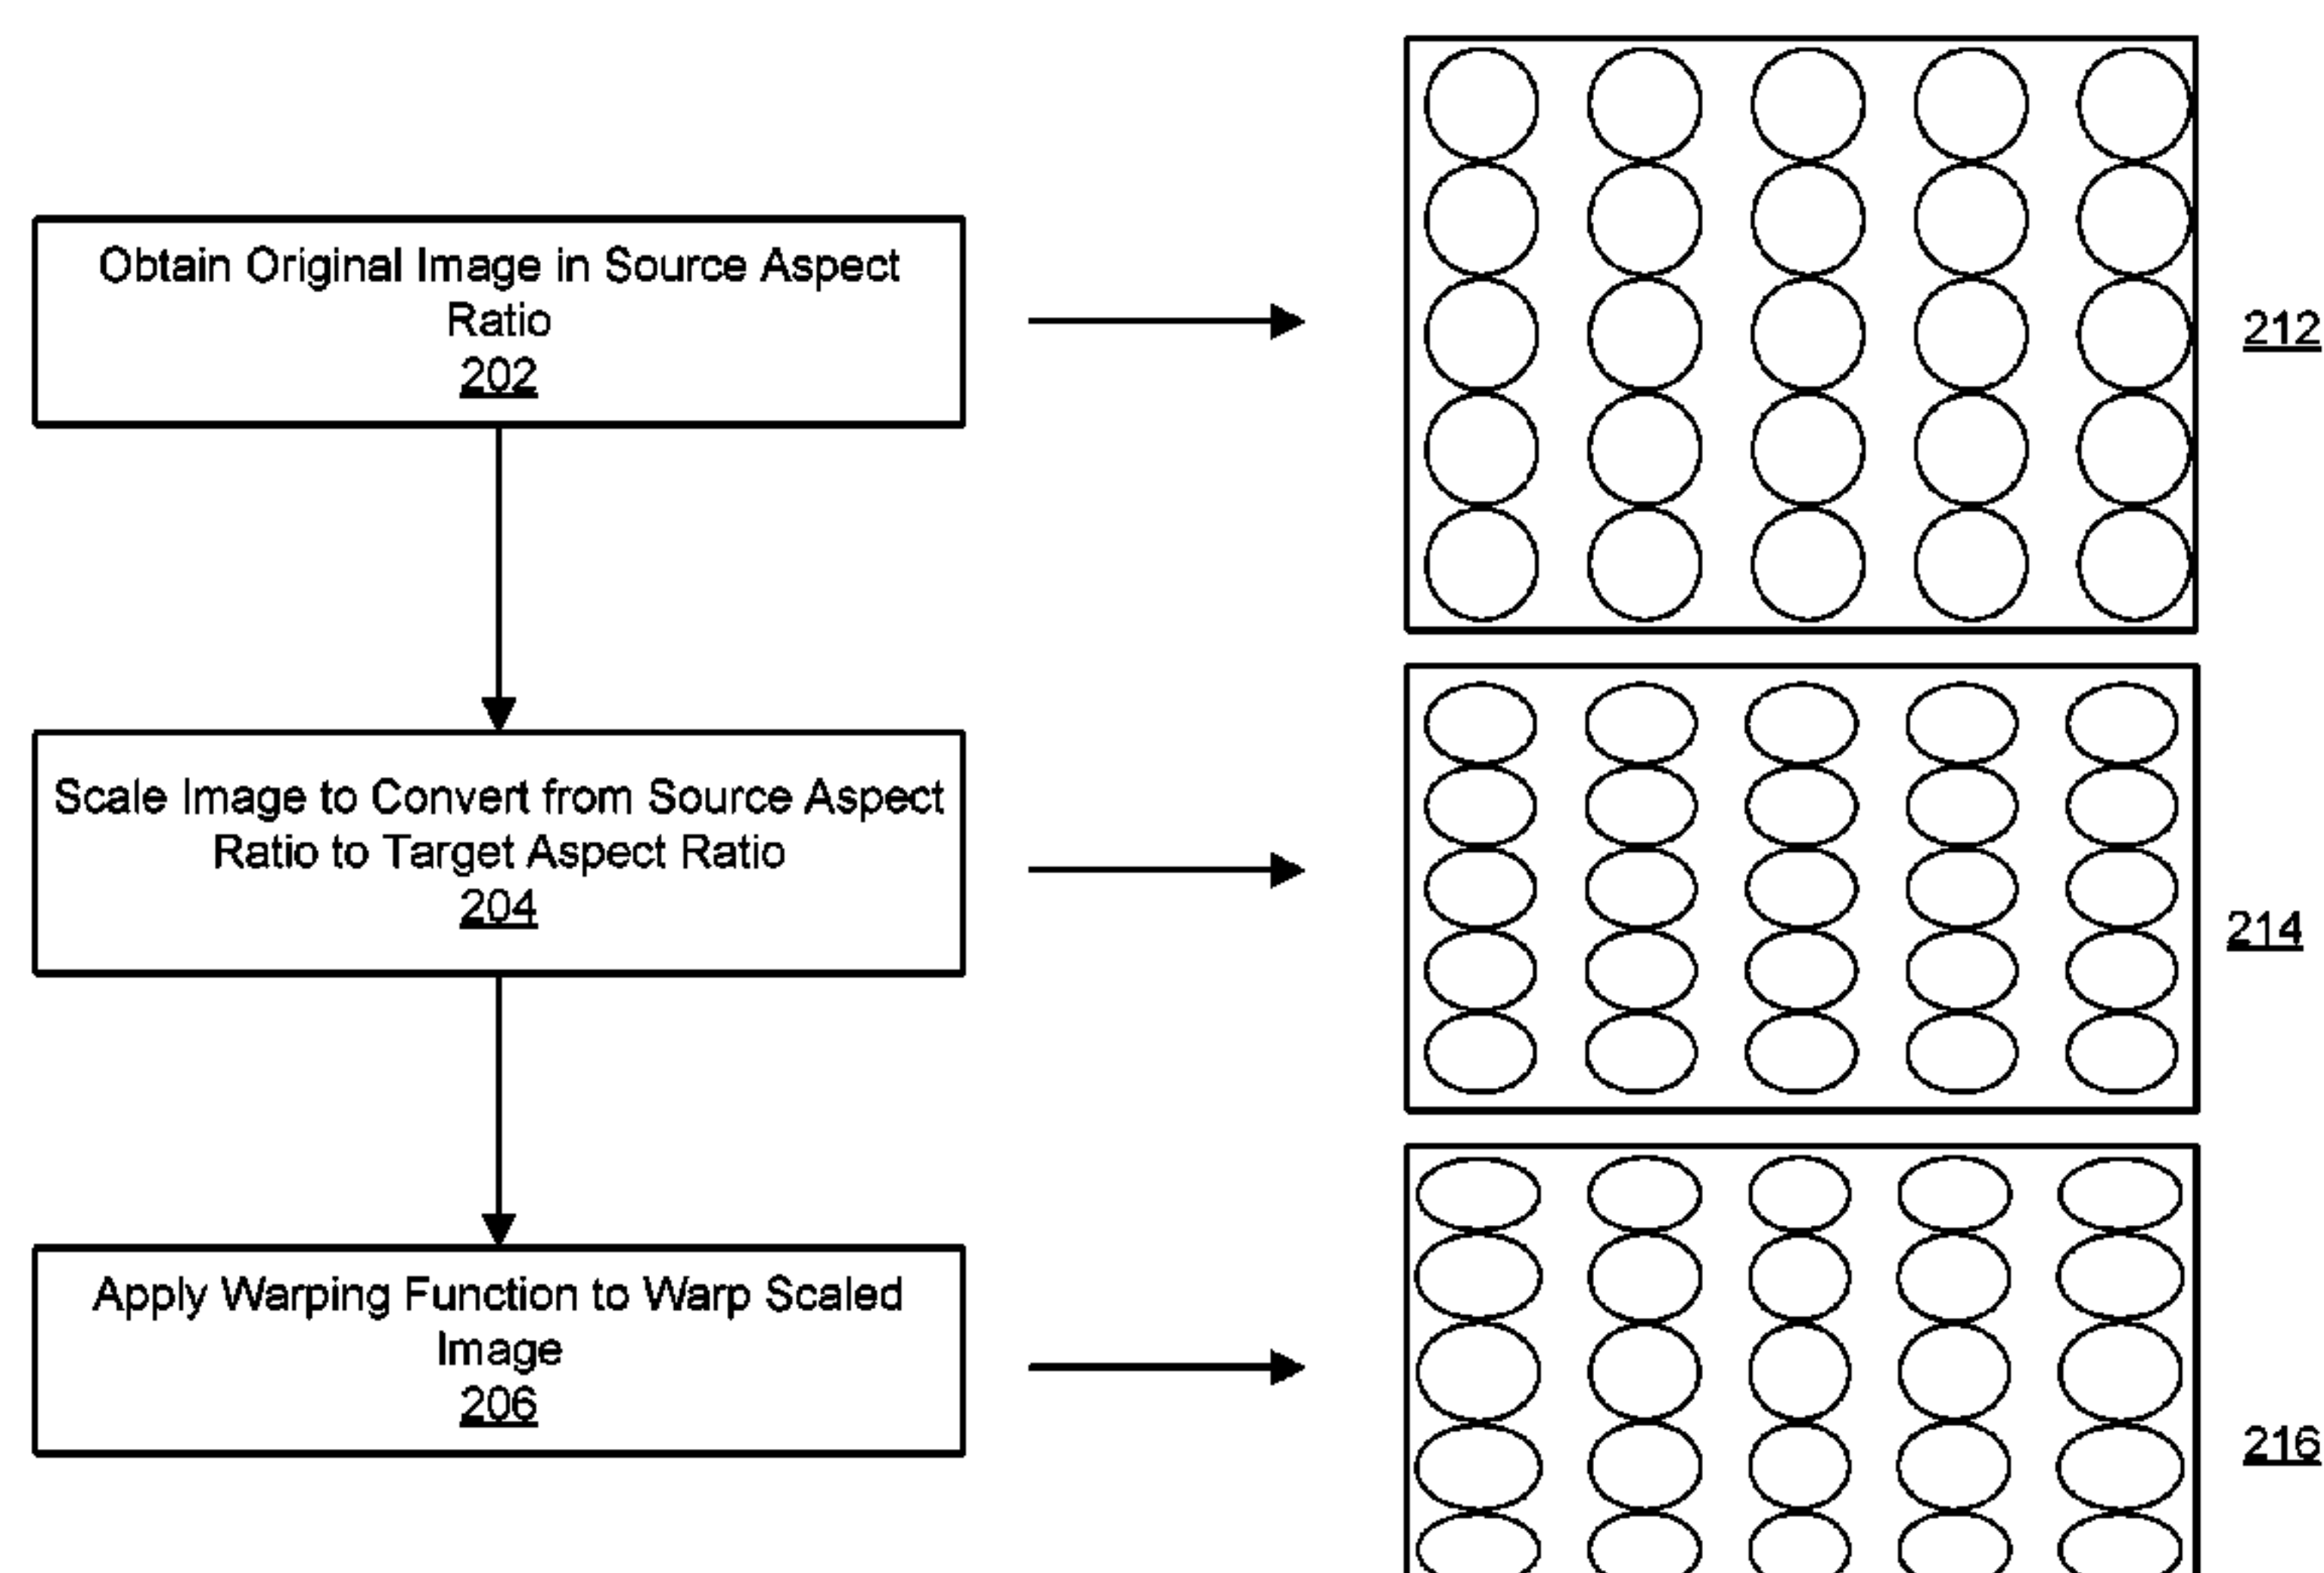 Obtain Original Image in Source Aspect
Ratio
202
212
Scale Image to Convert from Source Aspect
Ratio to Target Aspect Ratio
204
214
Apply Warping Function to Warp Scaled
Image
206
216